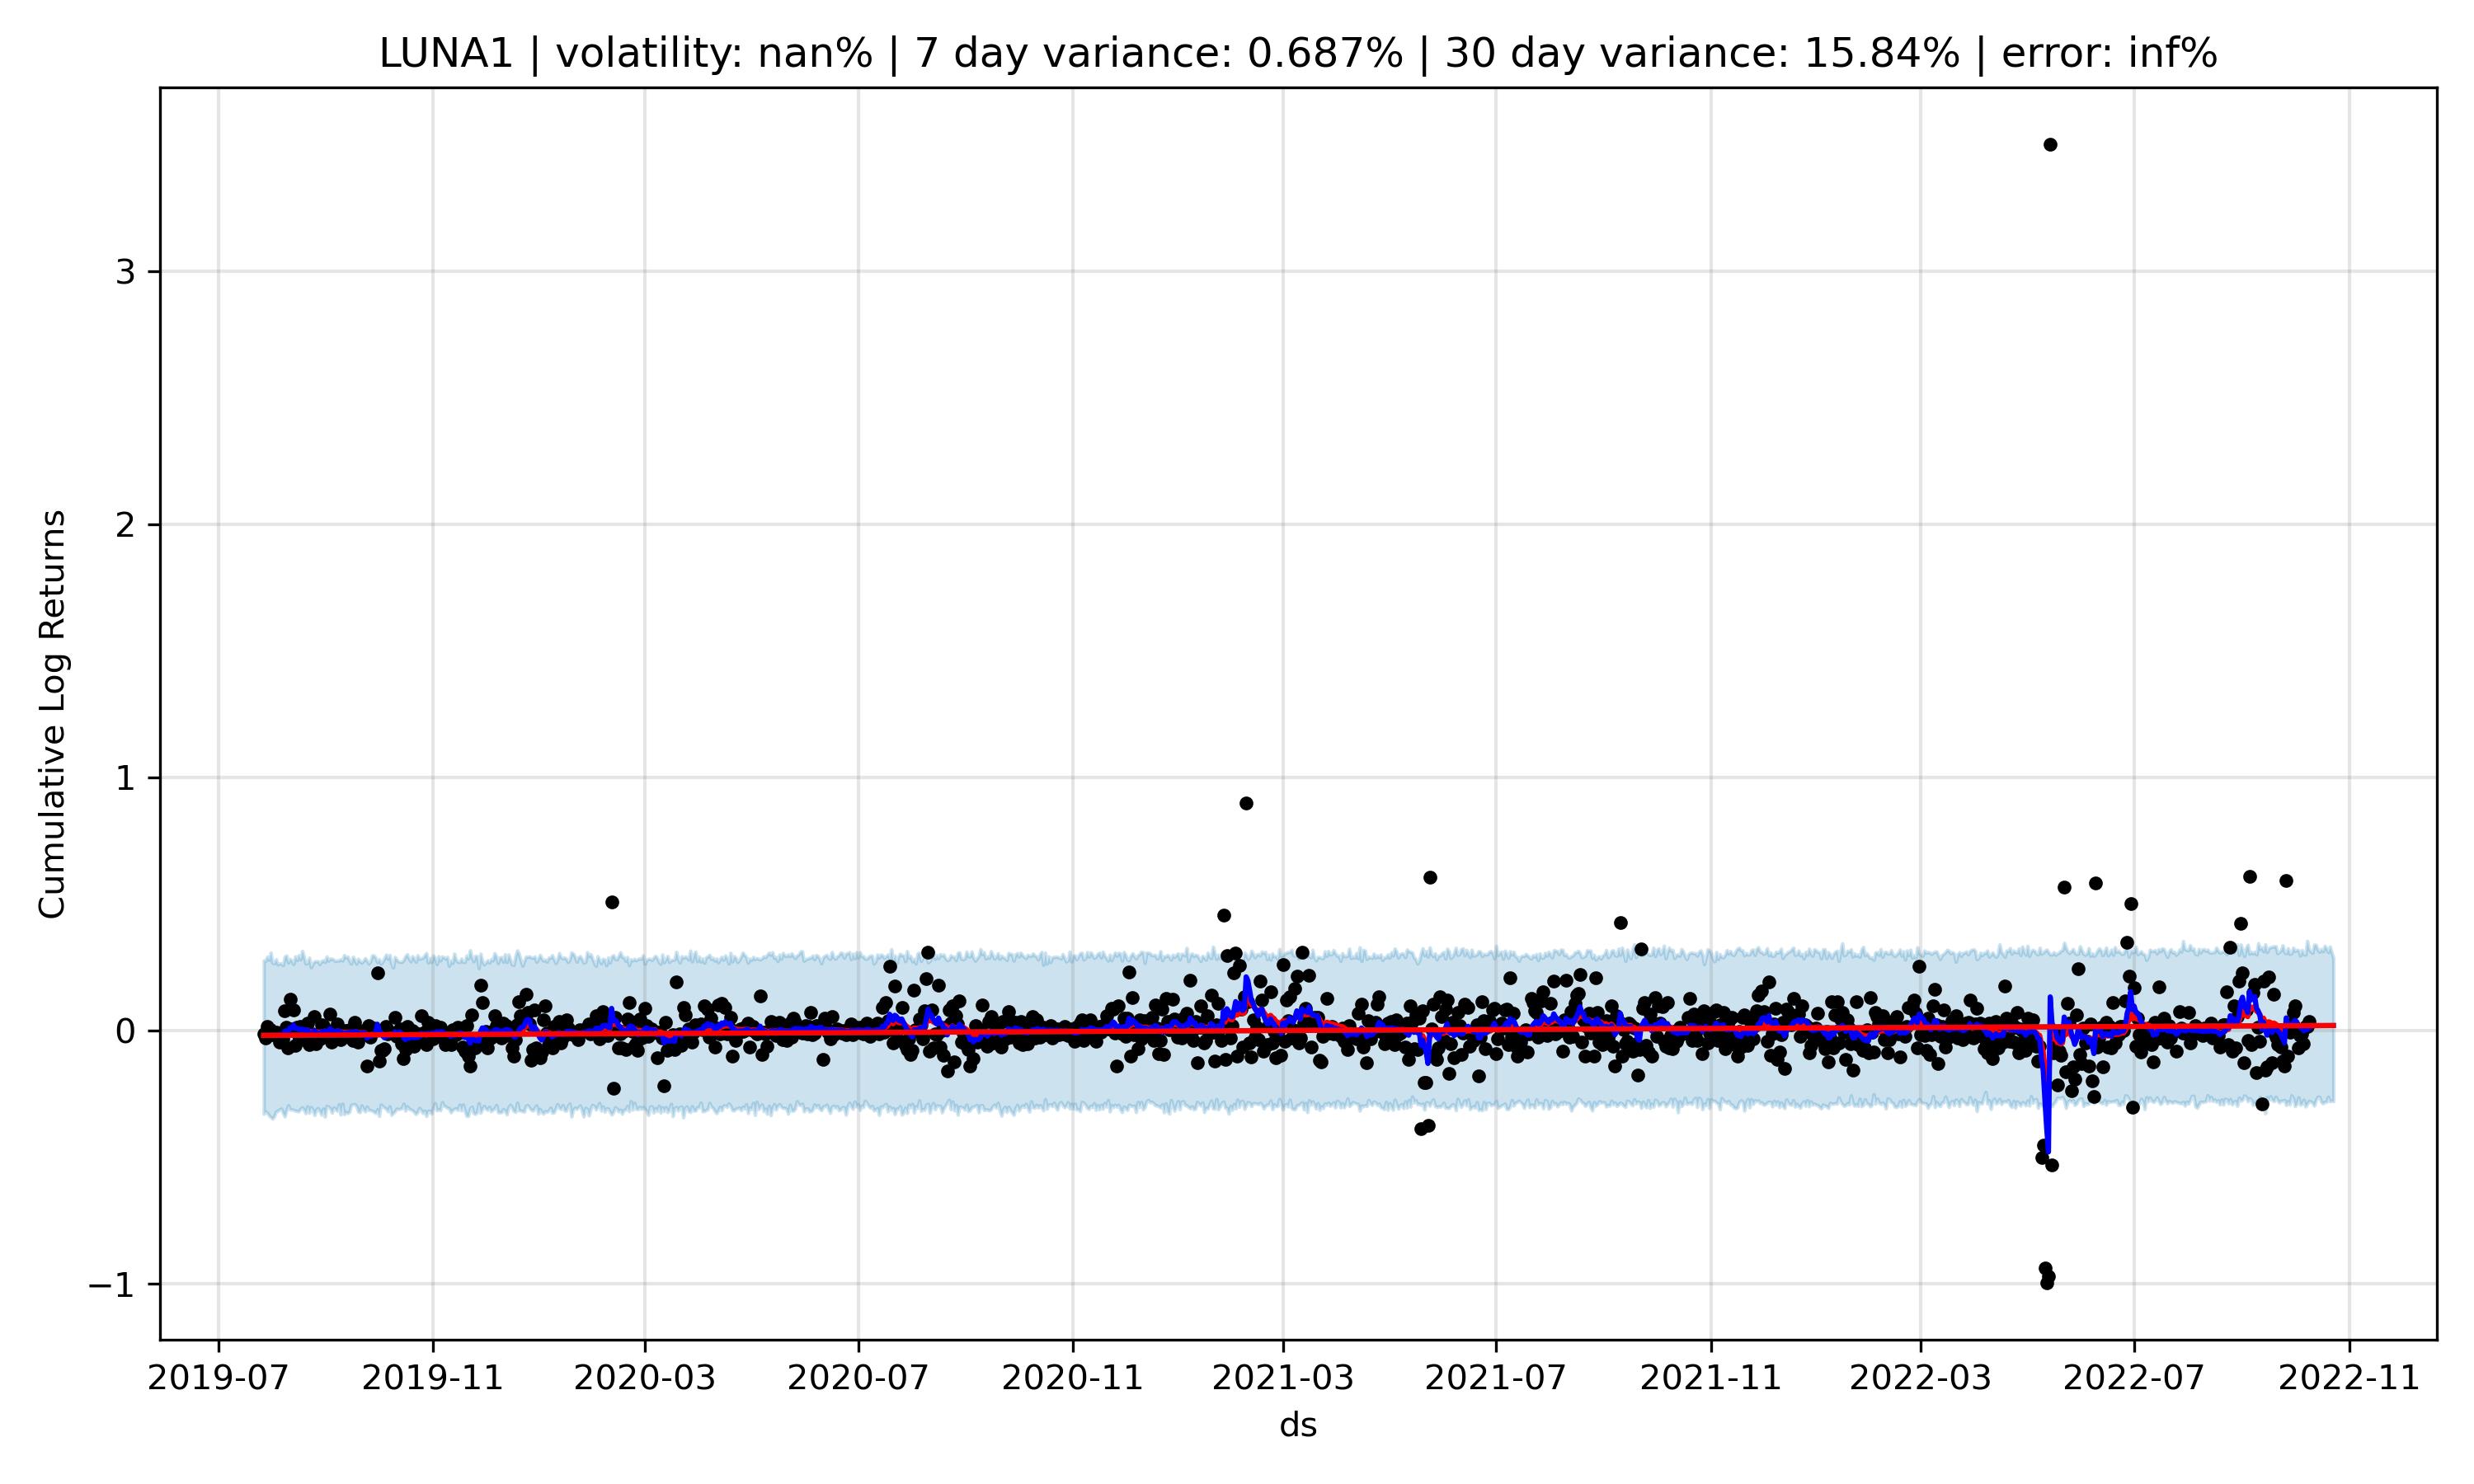 LUNA1 | volatility: nan% | 7 day variance: 0.687% | 30 day variance: 15.84% | error: inf%
Cumulative Log Returns
3
2
1
0
−1
2019-07 2019-11 2020-03 2020-07 2020-11 2021-03 2021-07 2021-11 2022-03 2022-07 2022-11
ds